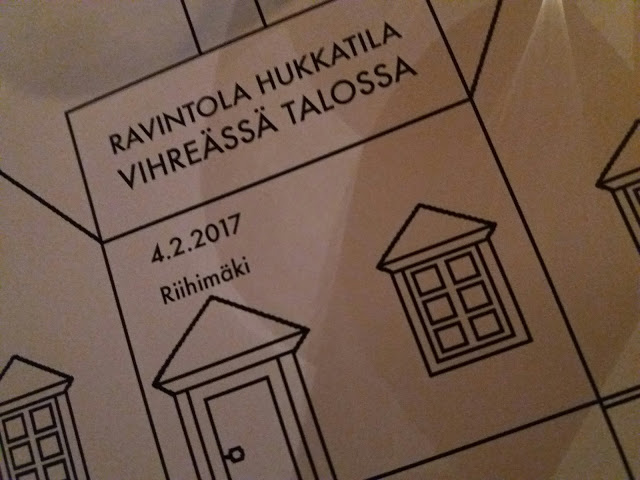 RAVINTOLA HUKKATILA
VIHREÄSSÄ TALOSSA
4.2.2017
Riihimäki